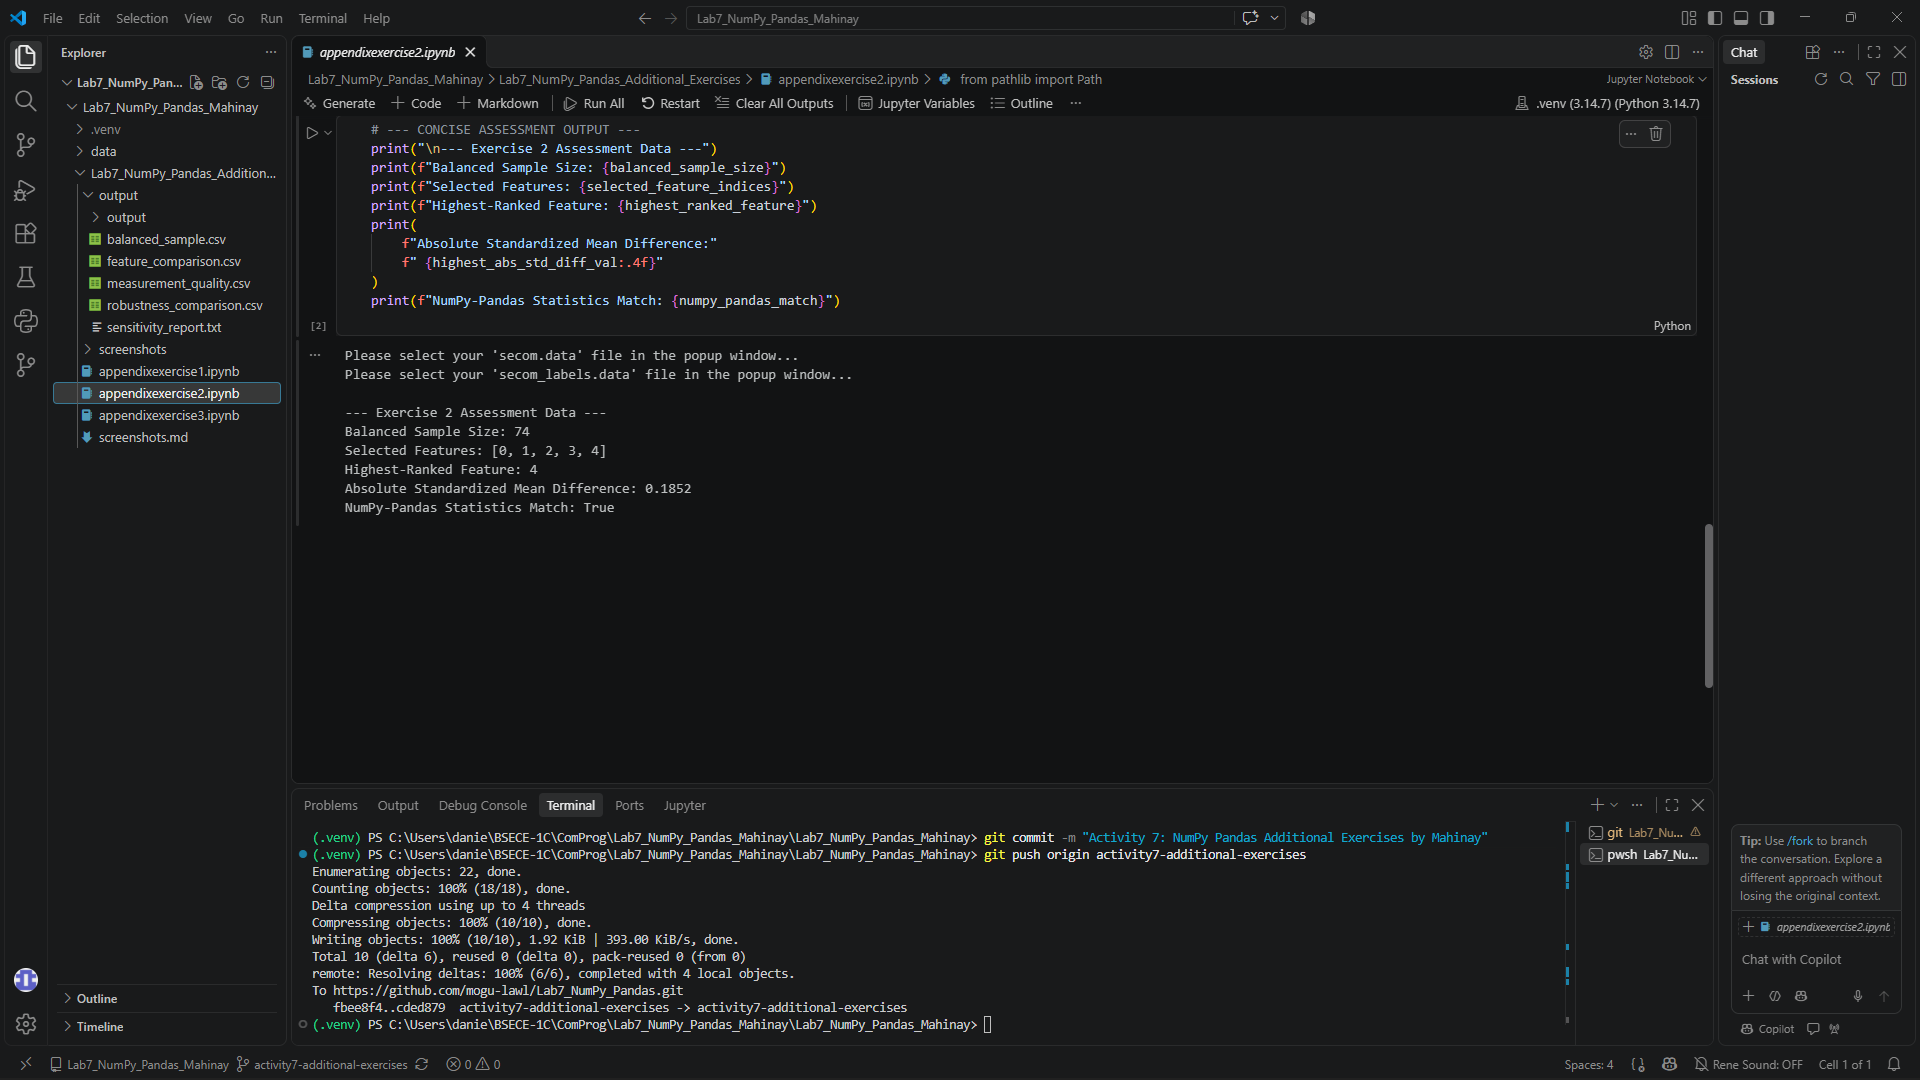 File Edit Selection View Go Run Terminal Help
Lab7_NumPy_Pandas_Mahinay
Explorer
Lab7_NumPy_Pan...
Lab7_NumPy_Pandas_Mahinay
.venv
data
Lab7_NumPy_Pandas_Addition...
output
output
balanced_sample.csv
feature_comparison.csv
measurement_quality.csv
robustness_comparison.csv
sensitivity_report.txt
screenshots
appendixexercise1.ipynb
appendixexercise2.ipynb
appendixexercise3.ipynb
screenshots.md
Outline
Timeline
appendixexercise2.ipynb
Lab7_NumPy_Pandas_Mahinay > Lab7_NumPy_Pandas_Additional_Exercises > appendixexercise2.ipynb > from pathlib import Path
Jupyter Notebook
Generate + Code + Markdown Run All Restart Clear All Outputs Jupyter Variables Outline ...
.venv (3.14.7) (Python 3.14.7)
# --- CONCISE ASSESSMENT OUTPUT ---
print("\n--- Exercise 2 Assessment Data ---")
print(f"Balanced Sample Size: {balanced_sample_size}")
print(f"Selected Features: {selected_feature_indices}")
print(f"Highest-Ranked Feature: {highest_ranked_feature}")
print(
f"Absolute Standardized Mean Difference:"
f" {highest_abs_std_diff_val:.4f}"
)
print(f"NumPy-Pandas Statistics Match: {numpy_pandas_match}")
[2]
Python
Please select your 'secom.data' file in the popup window...
Please select your 'secom_labels.data' file in the popup window...
--- Exercise 2 Assessment Data ---
Balanced Sample Size: 74
Selected Features: [0, 1, 2, 3, 4]
Highest-Ranked Feature: 4
Absolute Standardized Mean Difference: 0.1852
NumPy-Pandas Statistics Match: True
Problems Output Debug Console Terminal Ports Jupyter
(.venv) PS C:\Users\danie\BSECE-1C\ComProg\Lab7_NumPy_Pandas_Mahinay\Lab7_NumPy_Pandas_Mahinay> git commit -m "Activity 7: NumPy Pandas Additional Exercises by Mahinay"
(.venv) PS C:\Users\danie\BSECE-1C\ComProg\Lab7_NumPy_Pandas_Mahinay\Lab7_NumPy_Pandas_Mahinay> git push origin activity7-additional-exercises
Enumerating objects: 22, done.
Counting objects: 100% (18/18), done.
Delta compression using up to 4 threads
Compressing objects: 100% (10/10), done.
Writing objects: 100% (10/10), 1.92 KiB | 393.00 KiB/s, done.
Total 10 (delta 6), reused 0 (delta 0), pack-reused 0 (from 0)
remote: Resolving deltas: 100% (6/6), completed with 4 local objects.
To https://github.com/mogu-lawl/Lab7_NumPy_Pandas.git
fbee8f4..cded879 activity7-additional-exercises -> activity7-additional-exercises
(.venv) PS C:\Users\danie\BSECE-1C\ComProg\Lab7_NumPy_Pandas_Mahinay\Lab7_NumPy_Pandas_Mahinay>
git Lab7_Nu...
pwsh Lab7_Nu...
Chat
Sessions
Tip: Use /fork to branch
the conversation. Explore a
different approach without
losing the original context.
appendixexercise2.ipynb
Chat with Copilot
Copilot
Lab7_NumPy_Pandas_Mahinay activity7-additional-exercises 0 0
Spaces: 4 Rene Sound: OFF Cell 1 of 1